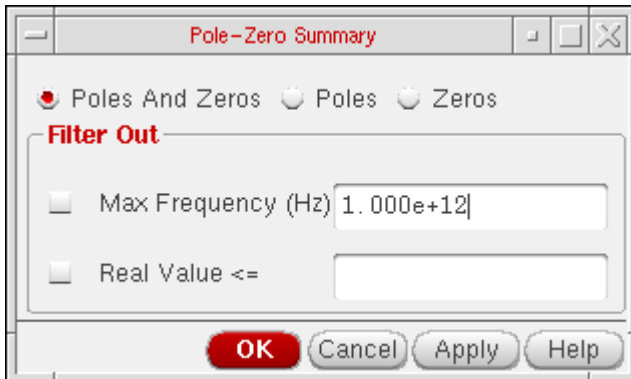 Pole-Zero Summary
Poles And Zeros Poles Zeros
Filter Out
Max Frequency (Hz) 1.000e+12
Real Value <=
OK Cancel Apply Help